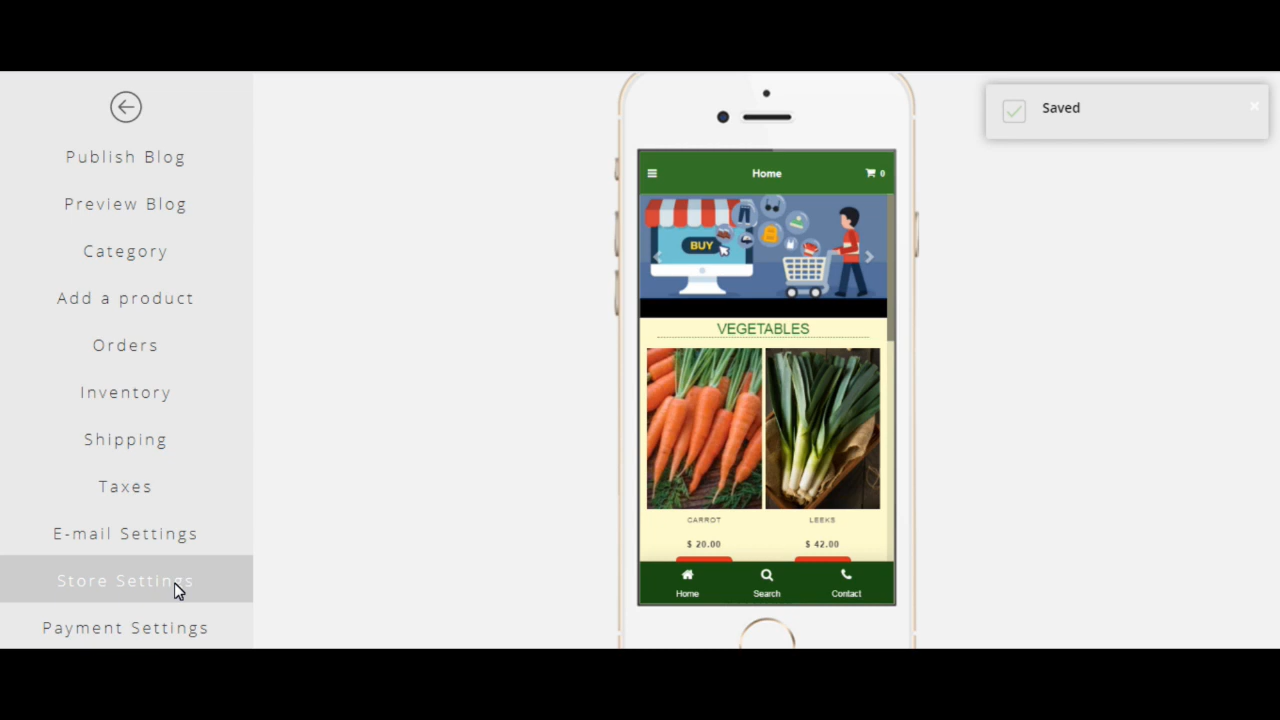 Publish Blog
Preview Blog
Category
Add a product
Orders
Inventory
Shipping
Taxes
E-mail Settings
Store Settings
Payment Settings
Home
0
BUY
VEGETABLES
CARROT
LEEKS
$ 20.00
$ 42.00
Home
Search
Contact
Saved
×